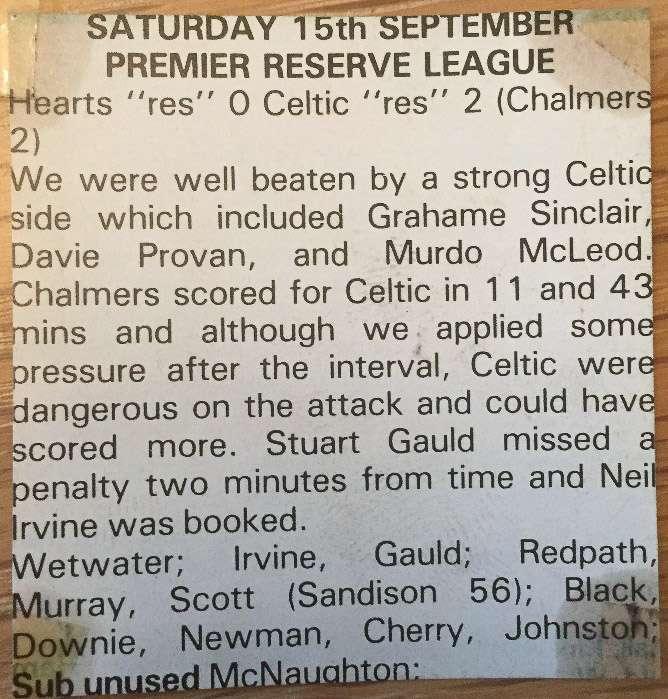 SATURDAY 15th SEPTEMBER
PREMIER RESERVE LEAGUE
Hearts "res" 0 Celtic "res" 2 (Chalmers
2)
We were well beaten by a strong Celtic
side which included Grahame Sinclair,
Davie Provan, and Murdo McLeod.
Chalmers scored for Celtic in 11 and 43
mins and although we applied some
pressure after the interval, Celtic were
dangerous on the attack and could have
scored more. Stuart Gauld missed a
penalty two minutes from time and Neil
Irvine was booked.
Wetwater; Irvine, Gauld; Redpath,
Murray, Scott (Sandison 56); Black,
Downie, Newman, Cherry, Johnston;
Sub unused McNaughton: